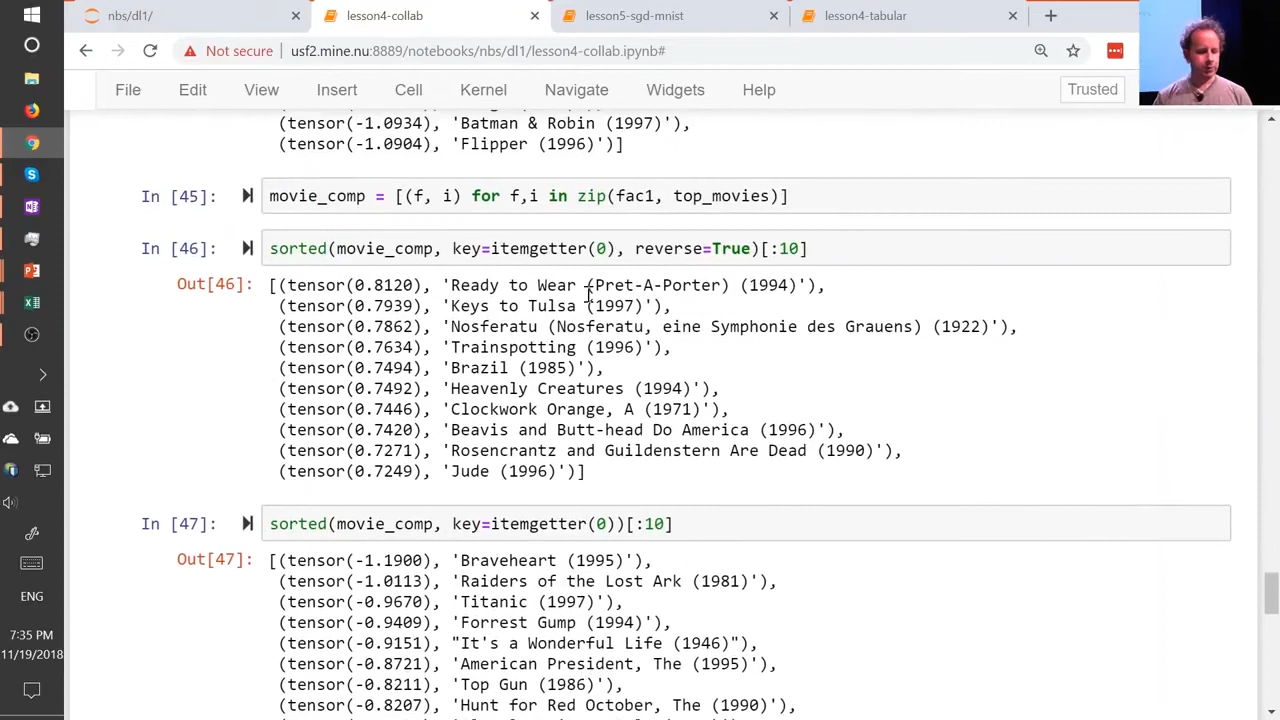 nbs/dl1/
lesson4-collab
lesson5-sgd-mnist
lesson4-tabular
Not secure
usf2.mine.nu:8889/notebooks/nbs/dl1/lesson4-collab.ipynb#
File Edit View Insert Cell Kernel Navigate Widgets Help
Trusted
(tensor(-1.0934), 'Batman & Robin (1997)'),
(tensor(-1.0904), 'Flipper (1996)')]
In [45]: movie_comp = [(f, i) for f,i in zip(fac1, top_movies)]
In [46]: sorted(movie_comp, key=itemgetter(0), reverse=True)[:10]
Out[46]: [(tensor(0.8120), 'Ready to Wear (Pret-A-Porter) (1994)'),
(tensor(0.7939), 'Keys to Tulsa (1997)'),
(tensor(0.7862), 'Nosferatu (Nosferatu, eine Symphonie des Grauens) (1922)'),
(tensor(0.7634), 'Trainspotting (1996)'),
(tensor(0.7494), 'Brazil (1985)'),
(tensor(0.7492), 'Heavenly Creatures (1994)'),
(tensor(0.7446), 'Clockwork Orange, A (1971)'),
(tensor(0.7420), 'Beavis and Butt-head Do America (1996)'),
(tensor(0.7271), 'Rosencrantz and Guildenstern Are Dead (1990)'),
(tensor(0.7249), 'Jude (1996)')]
In [47]: sorted(movie_comp, key=itemgetter(0))[:10]
Out[47]: [(tensor(-1.1900), 'Braveheart (1995)'),
(tensor(-1.0113), 'Raiders of the Lost Ark (1981)'),
(tensor(-0.9670), 'Titanic (1997)'),
(tensor(-0.9409), 'Forrest Gump (1994)'),
(tensor(-0.9151), "It's a Wonderful Life (1946)"),
(tensor(-0.8721), 'American President, The (1995)'),
(tensor(-0.8211), 'Top Gun (1986)'),
(tensor(-0.8207), 'Hunt for Red October, The (1990)'),
ENG
7:35 PM
11/19/2018